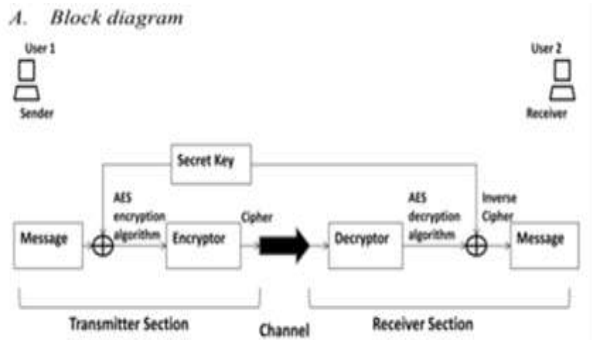 A. Block diagram
User 1
User 2
Sender
Receiver
Secret Key
AES
encryption
algorithm
Cipher
AES
decryption
algorithm
Inverse
Cipher
Message
Encryptor
Decryptor
Message
Transmitter Section
Channel
Receiver Section